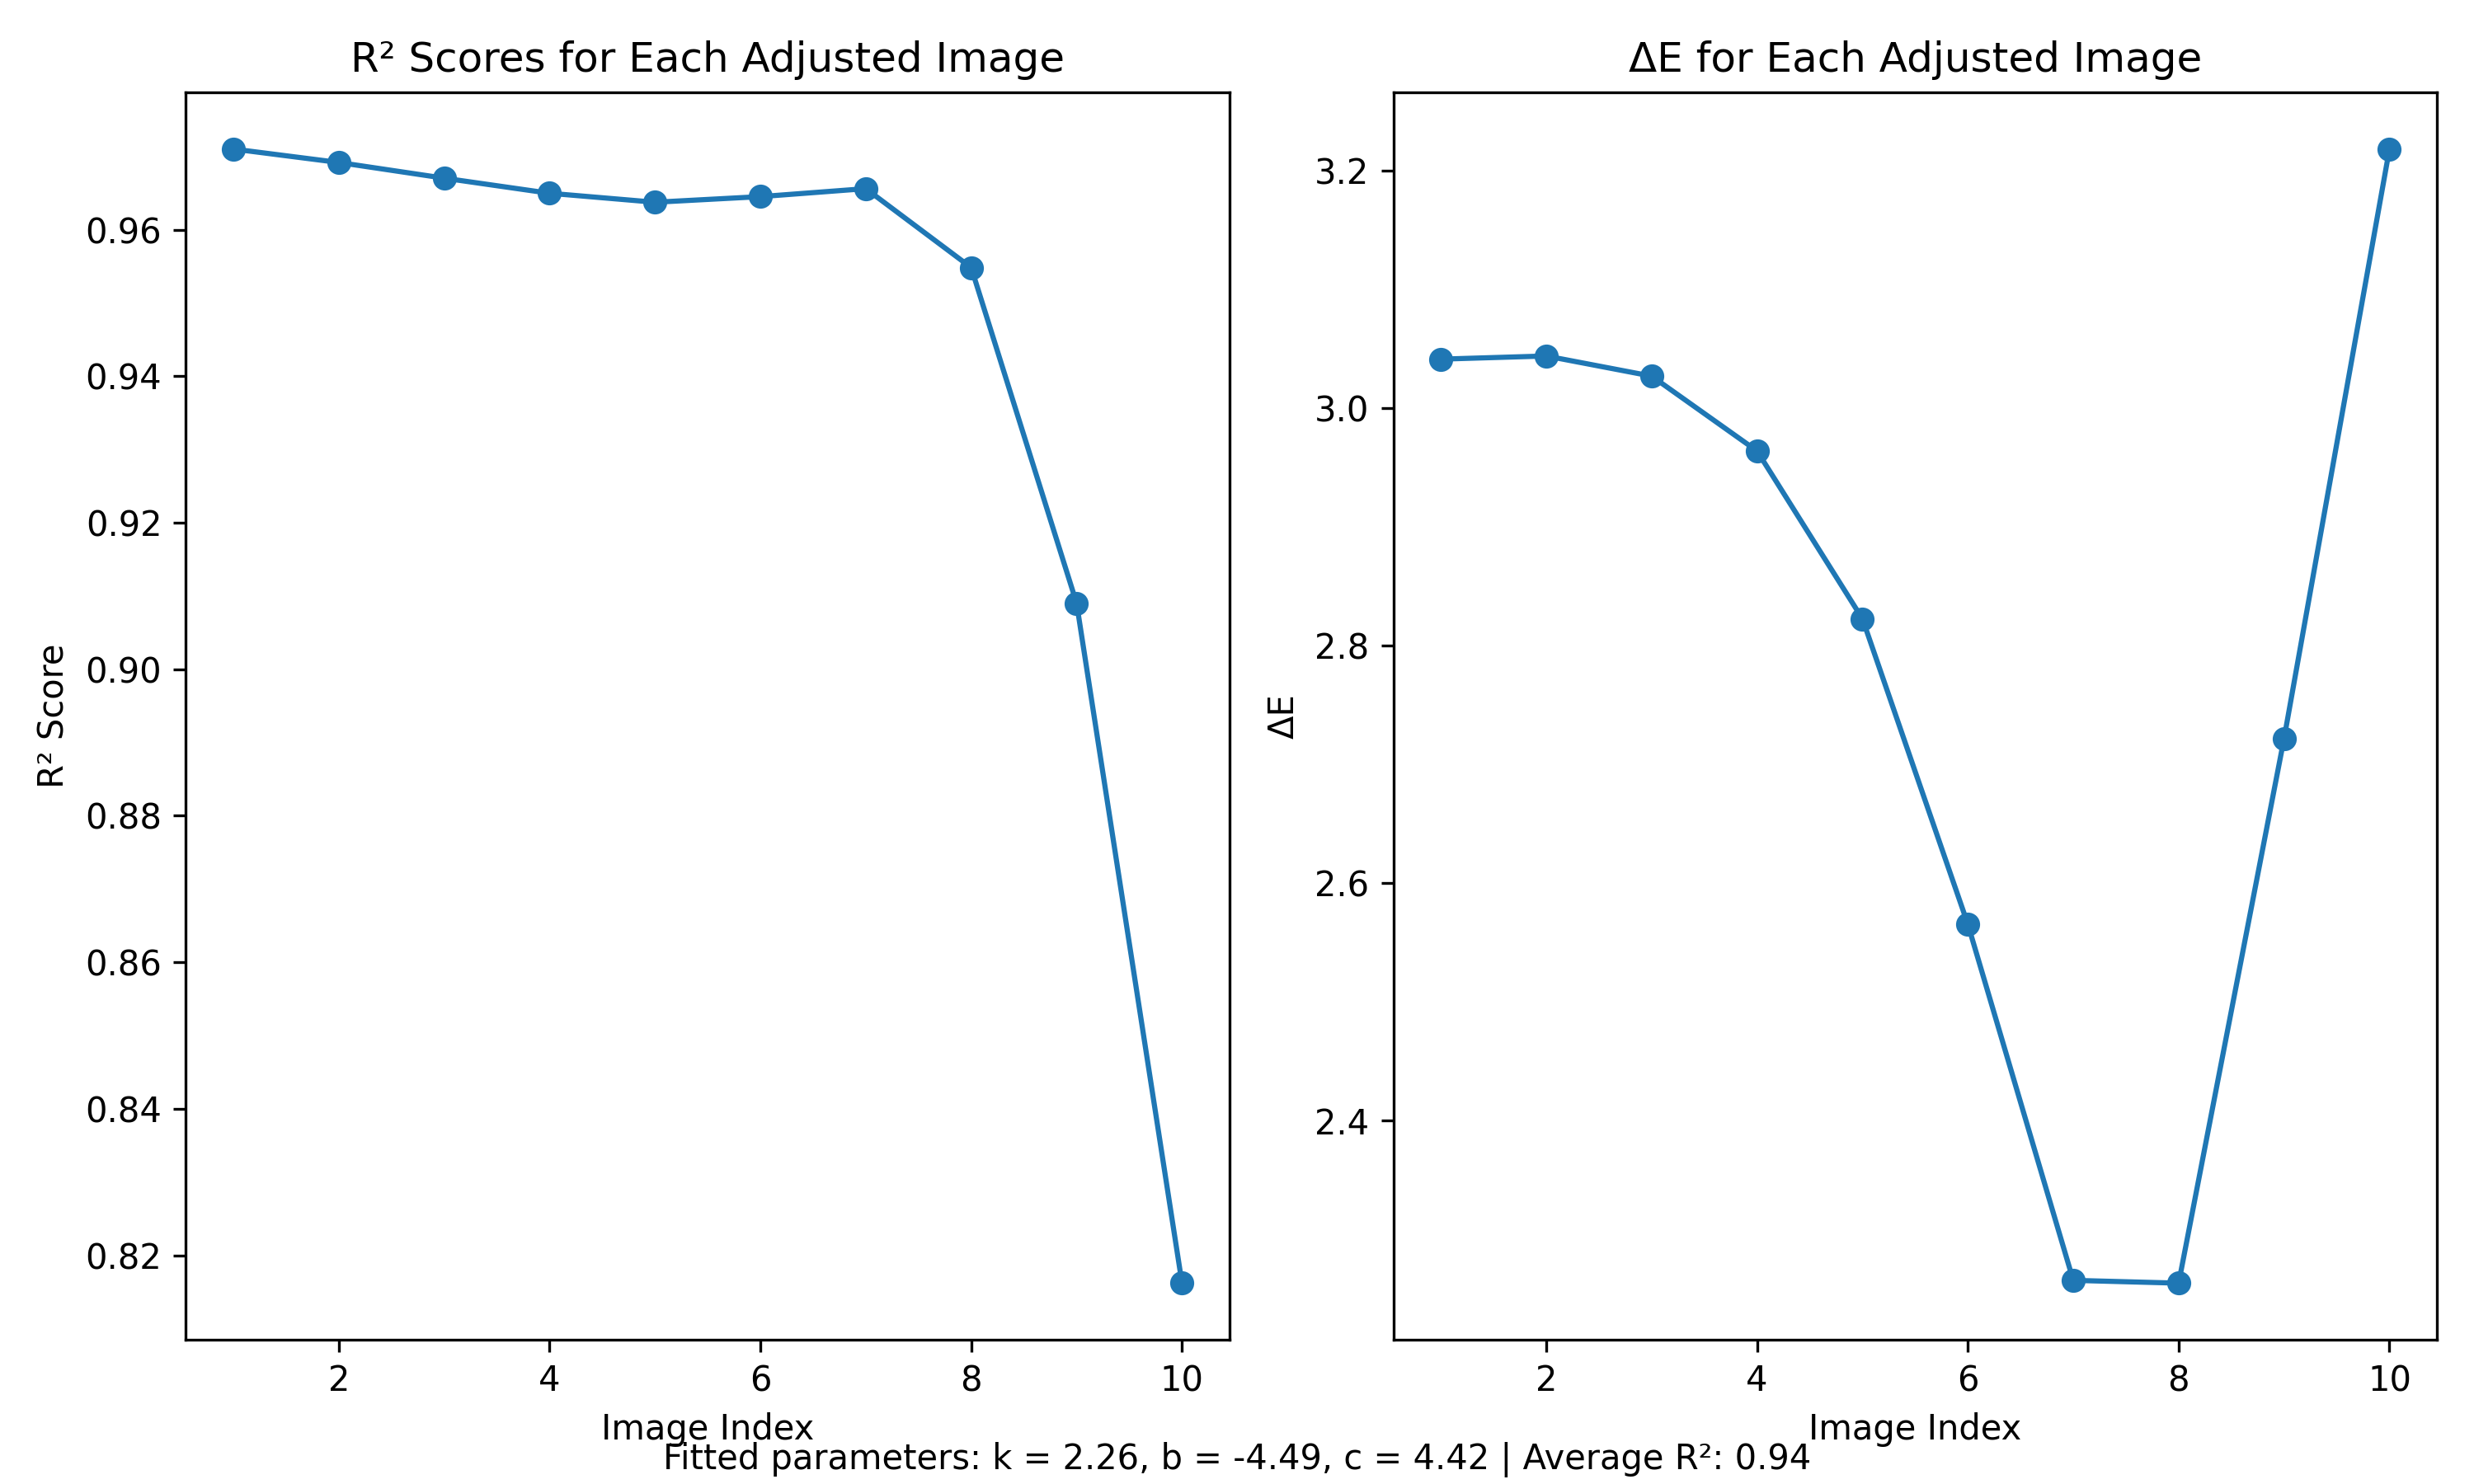 R² Scores for Each Adjusted Image
R² Score
0.96
0.94
0.92
0.90
0.88
0.86
0.84
0.82
2 4 6 8 10
Image Index
ΔE for Each Adjusted Image
ΔE
3.2
3.0
2.8
2.6
2.4
2 4 6 8 10
Image Index
Fitted parameters: k = 2.26, b = -4.49, c = 4.42 | Average R²: 0.94